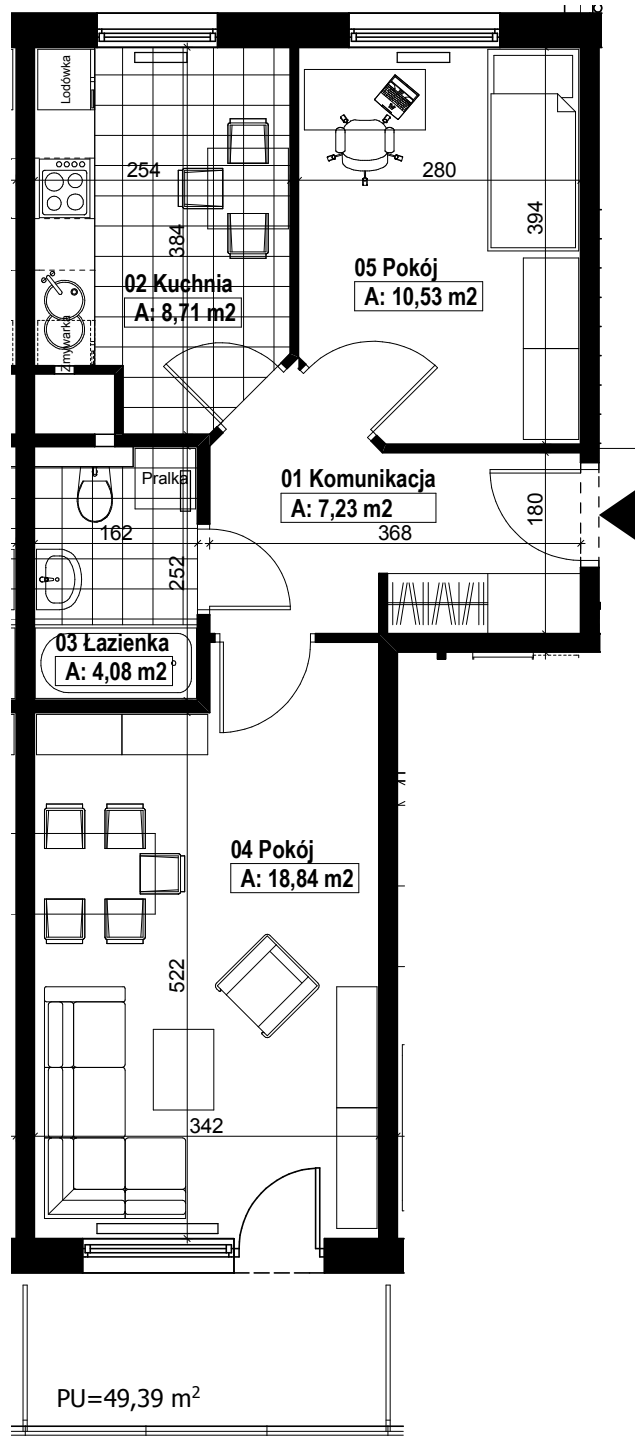 Lodówka
254
384
280
394
02 Kuchnia
A: 8,71 m2
05 Pokój
A: 10,53 m2
Zmywarka
Pralka
01 Komunikacja
A: 7,23 m2
180
162
252
368
03 Łazienka
A: 4,08 m2
04 Pokój
A: 18,84 m2
522
342
PU=49,39 m²